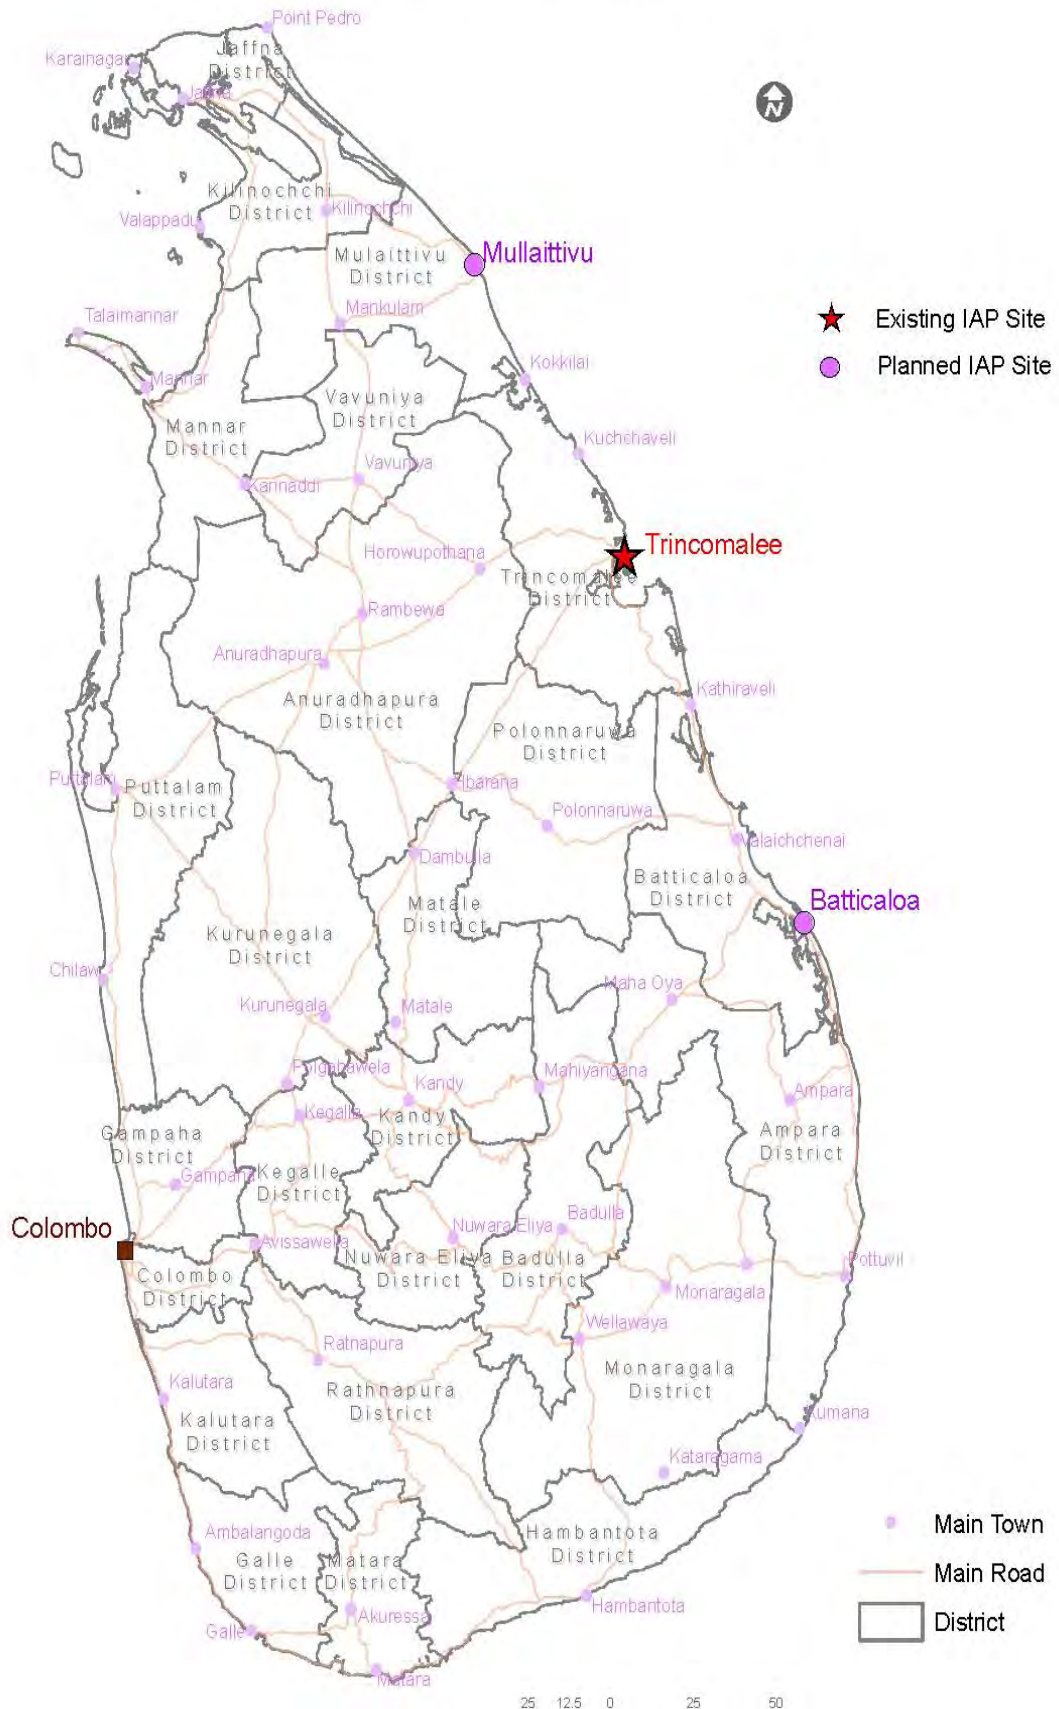 Point Pedro
Karainagar
Jaffna
District
Jaffna
Kilinochchi
District
Kilinochchi
Valappadu
Mulaittivu
District
Mullaittivu
N
Talaimannar
Mankulam
Existing IAP Site
Planned IAP Site
Kokkilai
Mannar
Vavuniya
District
Mannar
District
Kuchchaveli
Vavuniya
Kannaddi
Trincomalee
Horowupothana
Trincomalee
District
Rambewa
Anuradhapura
Anuradhapura
District
Kathiraveli
Polonnaruwa
District
Puttalam
Puttalam
District
Ibarana
Polonnaruwa
Valaichchenai
Dambulla
Batticaloa
District
Batticaloa
Matale
District
Kurunegala
District
Chilaw
Maha Oya
Kurunegala
Matale
Polgahawela
Kandy
Mahiyangana
Ampara
Kegalla
Kandy
District
Gampaha
District
Ampara
District
Gampaha
Kegalle
District
Colombo
Badulla
Nuwara Eliya
Avissawella
Nuwara Eliya
District
Badulla
District
Pottuvil
Colombo
District
Monaragala
Wellawaya
Ratnapura
Monaragala
District
Rathnapura
District
Kalutara
Kalutara
District
Kumana
Kataragama
Main Town
Ambalangoda
Hambantota
District
Galle
District
Matara
District
Main Road
Hambantota
Akuressa
District
Galle
Matara
25 12.5 0 25 50